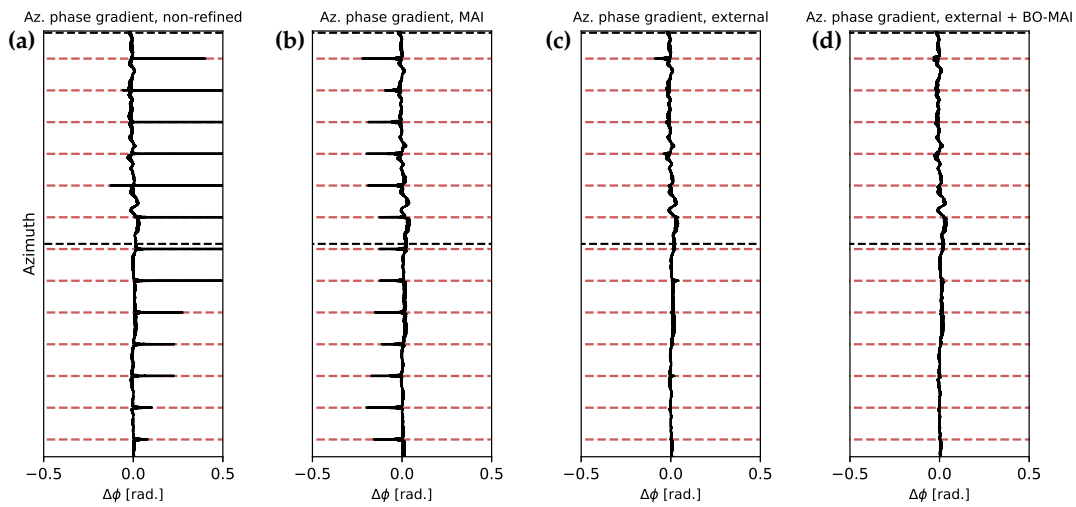 Az. phase gradient, non-refined
Az. phase gradient, MAI
Az. phase gradient, external
Az. phase gradient, external + BO-MAI
(a)
(b)
(c)
(d)
Azimuth
−0.5 0.0 0.5
−0.5 0.0 0.5
−0.5 0.0 0.5
−0.5 0.0 0.5
Δϕ [rad.]
Δϕ [rad.]
Δϕ [rad.]
Δϕ [rad.]